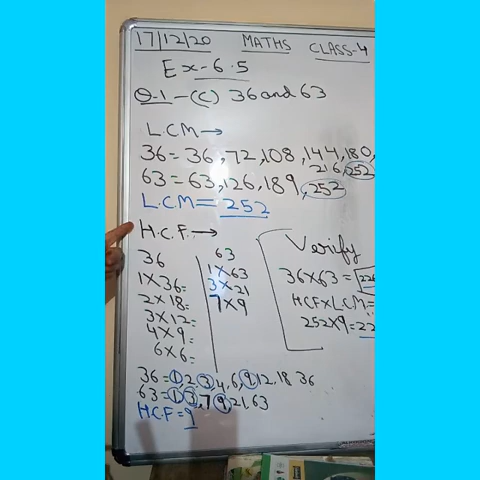 17/12/20 MATHS CLASS-4
Ex-6.5
Q.1-(C) 36 and 63
L.C.M→
36=36,72,108,144,180,
216,252
63=63,126,189,252
L.C.M=252
H.C.F.→
36
1×36=
2×18=
3×12=
4×9=
6×6=
63
1×63
3×21
7×9
Verify
36×63=
HCF×LCM=
252×9=
36=1,2,3,4,6,9,12,18 36
63=1,3,7,9,21,63
HCF=9